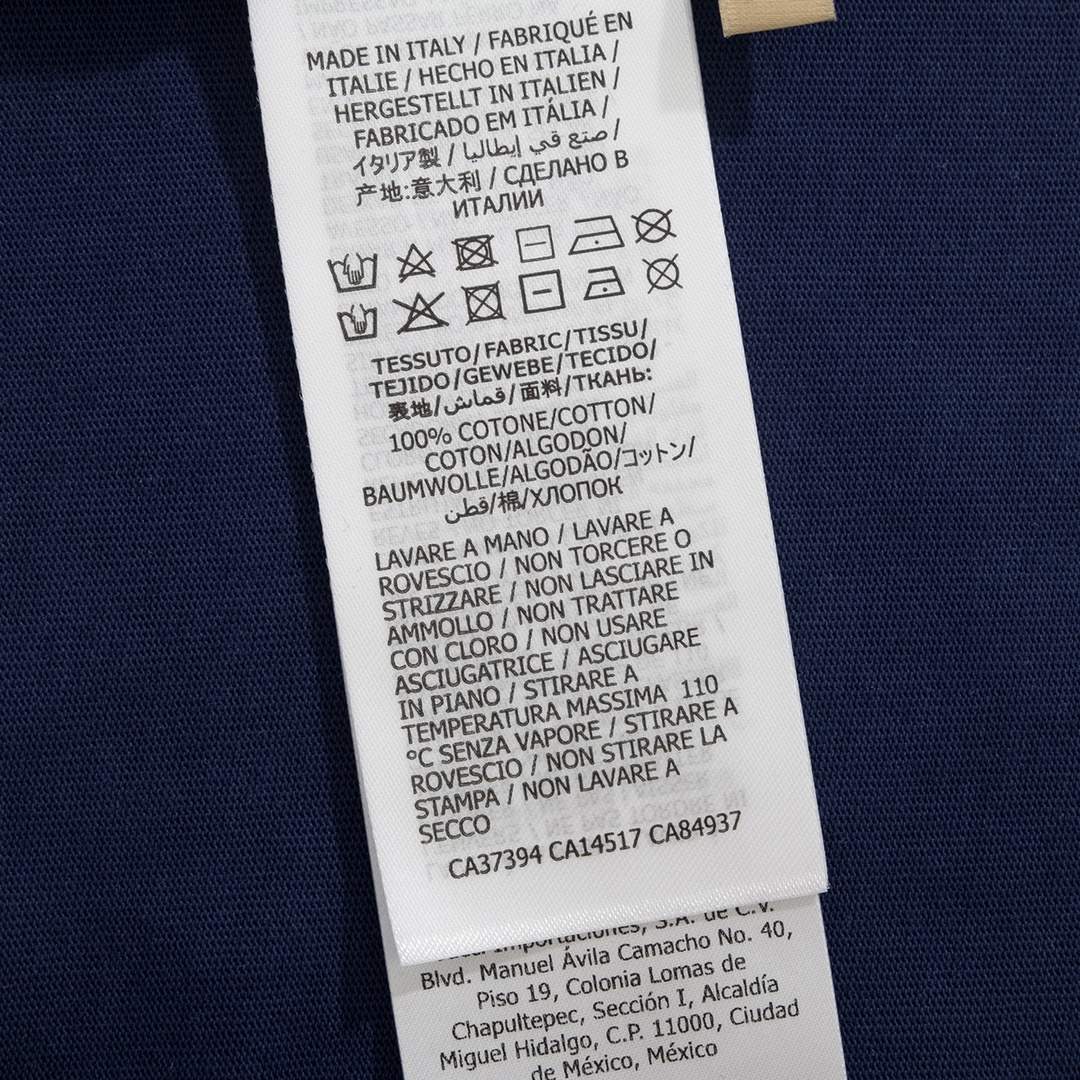 MADE IN ITALY / FABRIQUÉ EN
ITALIE / HECHO EN ITALIA /
HERGESTELLT IN ITALIEN /
FABRICADO EM ITÁLIA /
イタリア製 / صنع في إيطاليا /
产地:意大利 / СДЕЛАНО В
ИТАЛИИ
TESSUTO/FABRIC/TISSU/
TEJIDO/GEWEBE/TECIDO/
表地/قماش/面料/ТКАНЬ:
100% COTONE/COTTON/
COTON/ALGODON/
BAUMWOLLE/ALGODÃO/コットン/
قطن/棉/ХЛОПОК
LAVARE A MANO / LAVARE A
ROVESCIO / NON TORCERE O
STRIZZARE / NON LASCIARE IN
AMMOLLO / NON TRATTARE
CON CLORO / NON USARE
ASCIUGATRICE / ASCIUGARE
IN PIANO / STIRARE A
TEMPERATURA MASSIMA 110
°C SENZA VAPORE / STIRARE A
ROVESCIO / NON STIRARE LA
STAMPA / NON LAVARE A
SECCO
CA37394 CA14517 CA84937
Importaciones, S.A. de C.V.
Blvd. Manuel Ávila Camacho No. 40,
Piso 19, Colonia Lomas de
Chapultepec, Sección I, Alcaldía
Miguel Hidalgo, C.P. 11000, Ciudad
de México, México